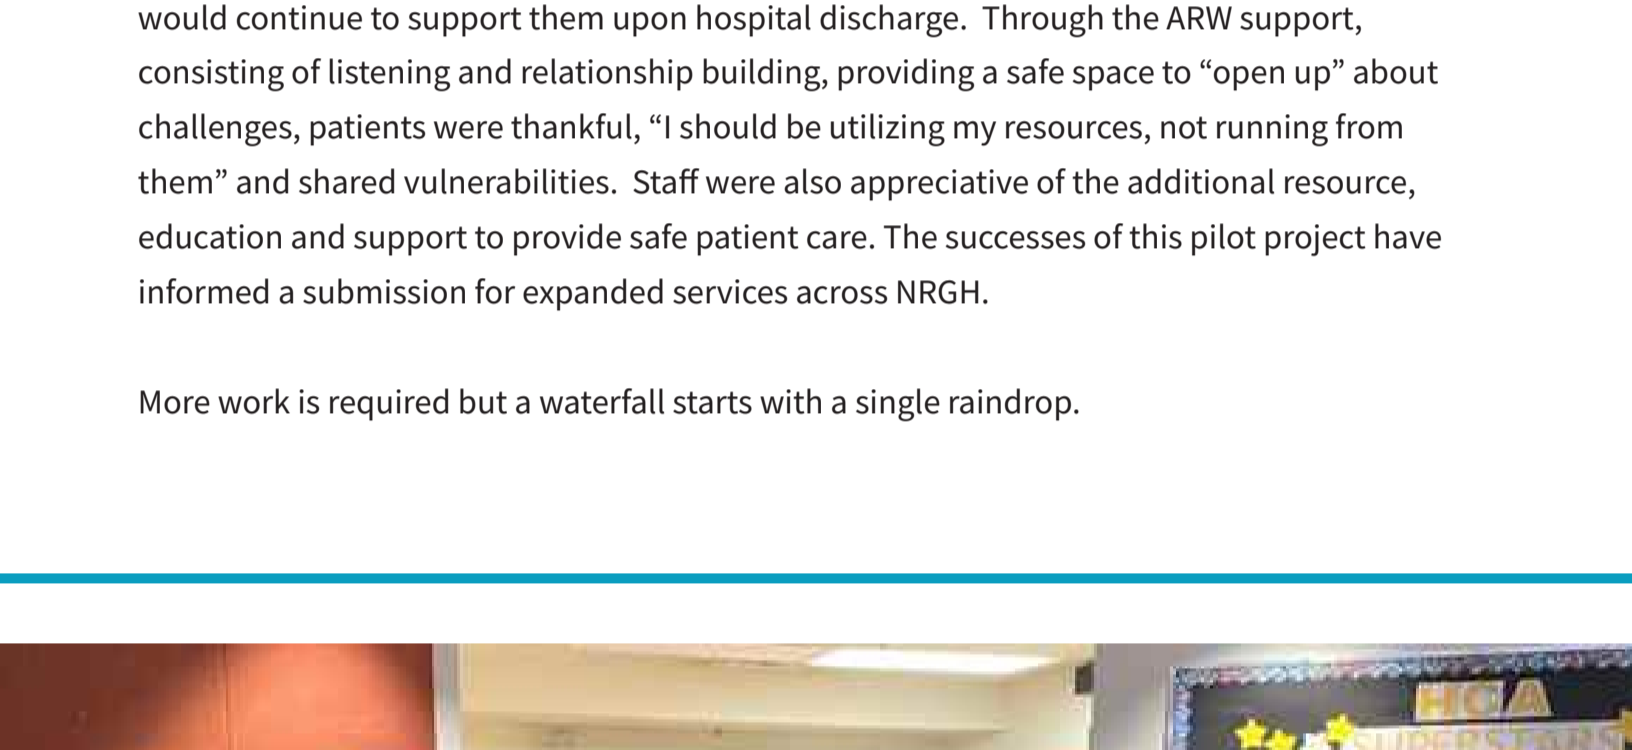 would continue to support them upon hospital discharge.  Through the ARW support,
consisting of listening and relationship building, providing a safe space to “open up” about
challenges, patients were thankful, “I should be utilizing my resources, not running from
them” and shared vulnerabilities.  Staff were also appreciative of the additional resource,
education and support to provide safe patient care. The successes of this pilot project have
informed a submission for expanded services across NRGH.
More work is required but a waterfall starts with a single raindrop.
HCA